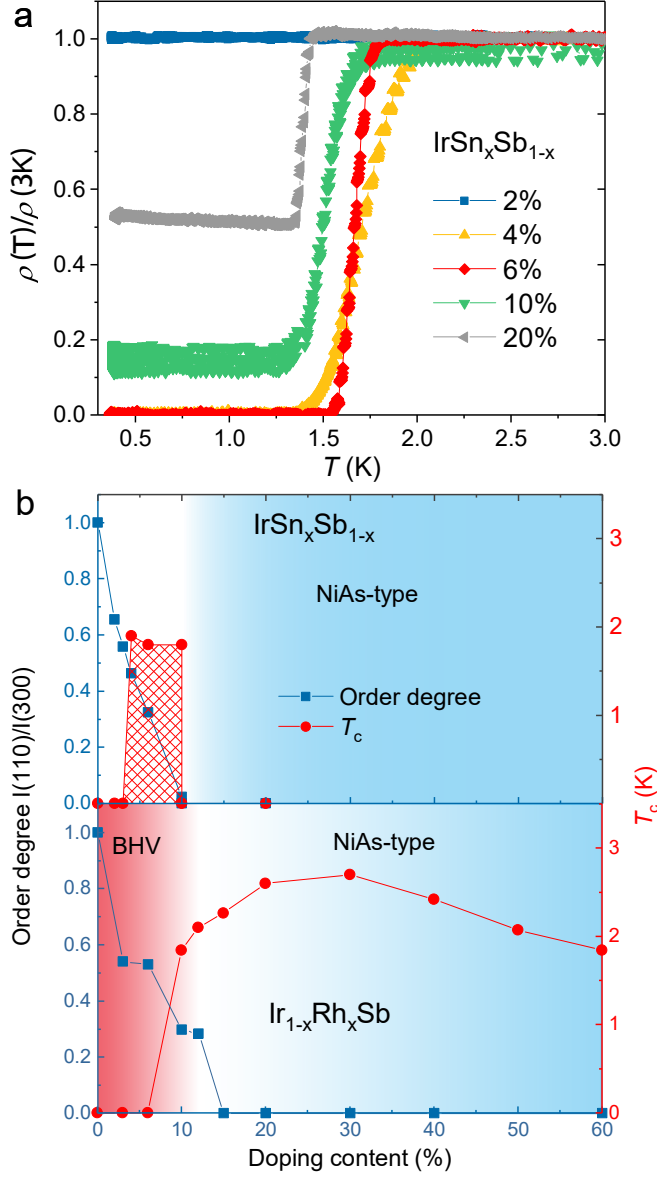 a
1.0
0.8
0.6
0.4
0.2
0.0
ρ (T)/ρ (3K)
IrSnxSb1-x
2%
4%
6%
10%
20%
0.5 1.0 1.5 2.0 2.5 3.0
T (K)
b
IrSnxSb1-x
NiAs-type
Order degree
Tc
1.0
0.8
0.6
0.4
0.2
0.0
3
2
1
0
Order degree I(110)/I(300)
Tc (K)
BHV
NiAs-type
Ir1-xRhxSb
1.0
0.8
0.6
0.4
0.2
0.0
3
2
1
0
0 10 20 30 40 50 60
Doping content (%)